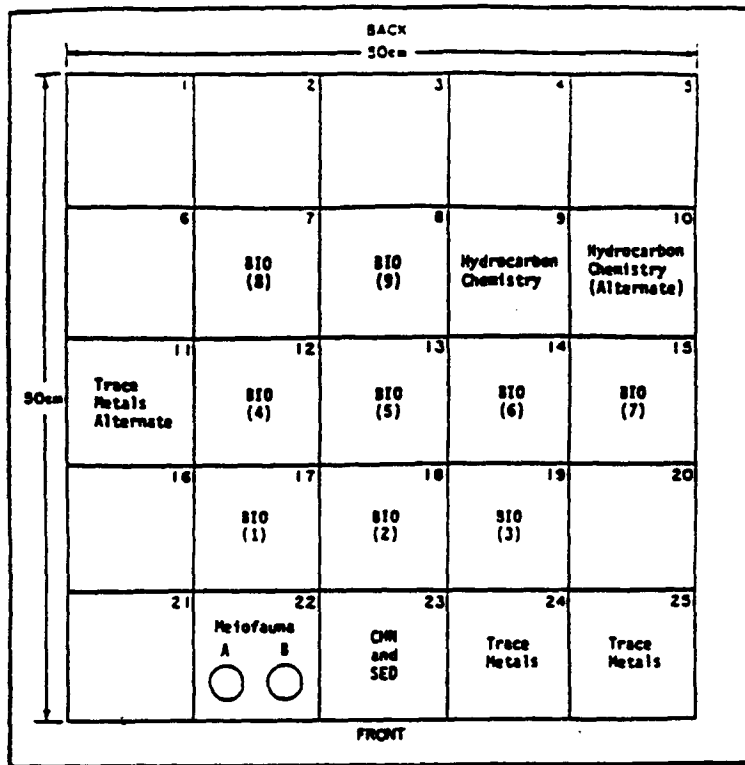 BACK
50cm
1 2 3 4 5
6 7 8 9 10
BIO
(8)
BIO
(9)
Hydrocarbon
Chemistry
Hydrocarbon
Chemistry
(Alternate)
11 12 13 14 15
50cm
Trace
Metals
Alternate
BIO
(4)
BIO
(5)
BIO
(6)
BIO
(7)
16 17 18 19 20
BIO
(1)
BIO
(2)
BIO
(3)
21 22 23 24 25
Meiofauna
A B
CHN
and
SED
Trace
Metals
Trace
Metals
FRONT